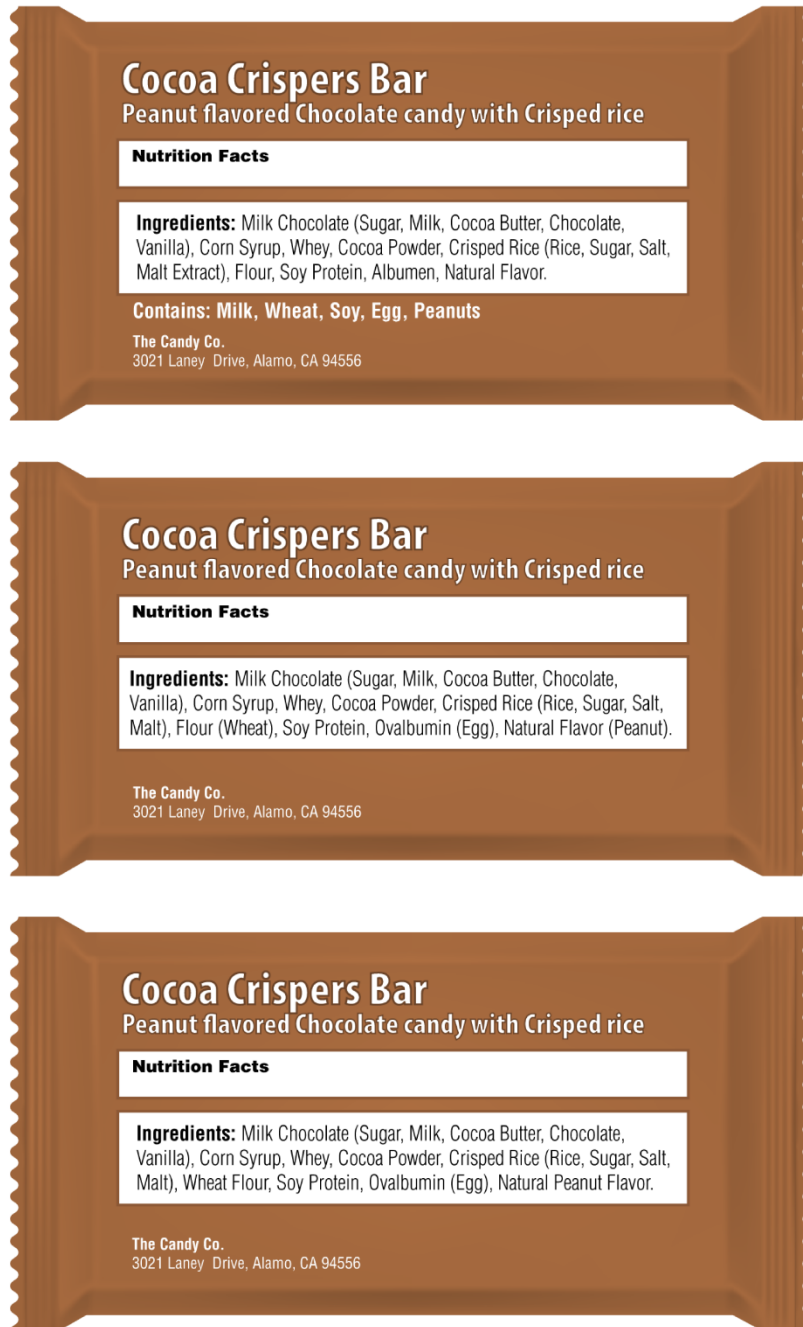 Cocoa Crispers Bar
Peanut flavored Chocolate candy with Crisped rice
Nutrition Facts
Ingredients: Milk Chocolate (Sugar, Milk, Cocoa Butter, Chocolate,
Vanilla), Corn Syrup, Whey, Cocoa Powder, Crisped Rice (Rice, Sugar, Salt,
Malt Extract), Flour, Soy Protein, Albumen, Natural Flavor.
Contains: Milk, Wheat, Soy, Egg, Peanuts
The Candy Co.
3021 Laney Drive, Alamo, CA 94556
Cocoa Crispers Bar
Peanut flavored Chocolate candy with Crisped rice
Nutrition Facts
Ingredients: Milk Chocolate (Sugar, Milk, Cocoa Butter, Chocolate,
Vanilla), Corn Syrup, Whey, Cocoa Powder, Crisped Rice (Rice, Sugar, Salt,
Malt), Flour (Wheat), Soy Protein, Ovalbumin (Egg), Natural Flavor (Peanut).
The Candy Co.
3021 Laney Drive, Alamo, CA 94556
Cocoa Crispers Bar
Peanut flavored Chocolate candy with Crisped rice
Nutrition Facts
Ingredients: Milk Chocolate (Sugar, Milk, Cocoa Butter, Chocolate,
Vanilla), Corn Syrup, Whey, Cocoa Powder, Crisped Rice (Rice, Sugar, Salt,
Malt), Wheat Flour, Soy Protein, Ovalbumin (Egg), Natural Peanut Flavor.
The Candy Co.
3021 Laney Drive, Alamo, CA 94556